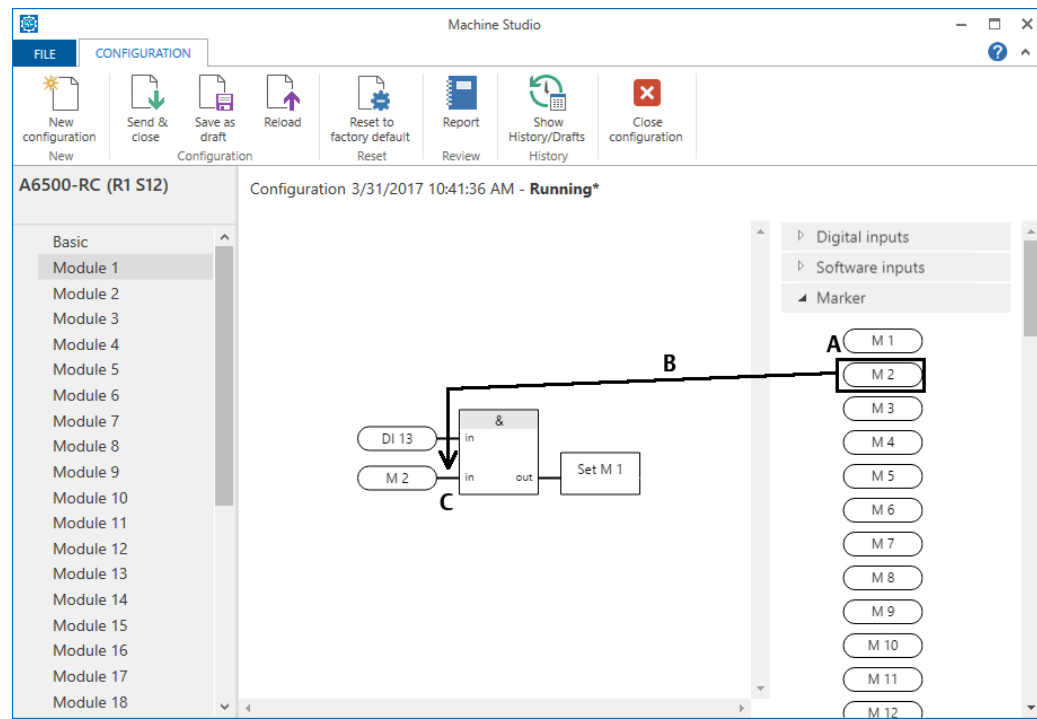 Machine Studio
FILE
CONFIGURATION
New configuration
Send & close
Save as draft
Reload
Reset to factory default
Report
Show History/Drafts
Close configuration
New
Configuration
Reset
Review
History
A6500-RC (R1 S12)
Configuration 3/31/2017 10:41:36 AM - Running*
Basic
Module 1
Module 2
Module 3
Module 4
Module 5
Module 6
Module 7
Module 8
Module 9
Module 10
Module 11
Module 12
Module 13
Module 14
Module 15
Module 16
Module 17
Module 18
B
&
DI 13
in
M 2
in
out
Set M 1
C
Digital inputs
Software inputs
Marker
A
M 1
M 2
M 3
M 4
M 5
M 6
M 7
M 8
M 9
M 10
M 11
M 12